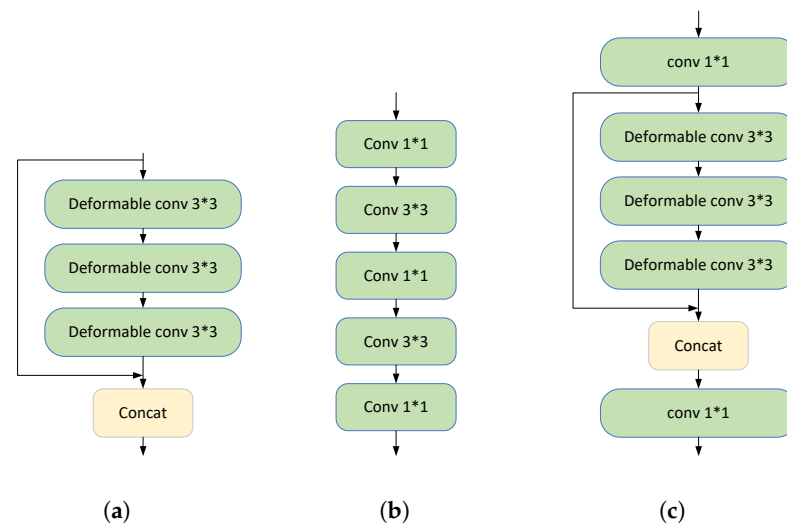 Deformable conv 3*3
Deformable conv 3*3
Deformable conv 3*3
Concat
(a)
Conv 1*1
Conv 3*3
Conv 1*1
Conv 3*3
Conv 1*1
(b)
conv 1*1
Deformable conv 3*3
Deformable conv 3*3
Deformable conv 3*3
Concat
conv 1*1
(c)